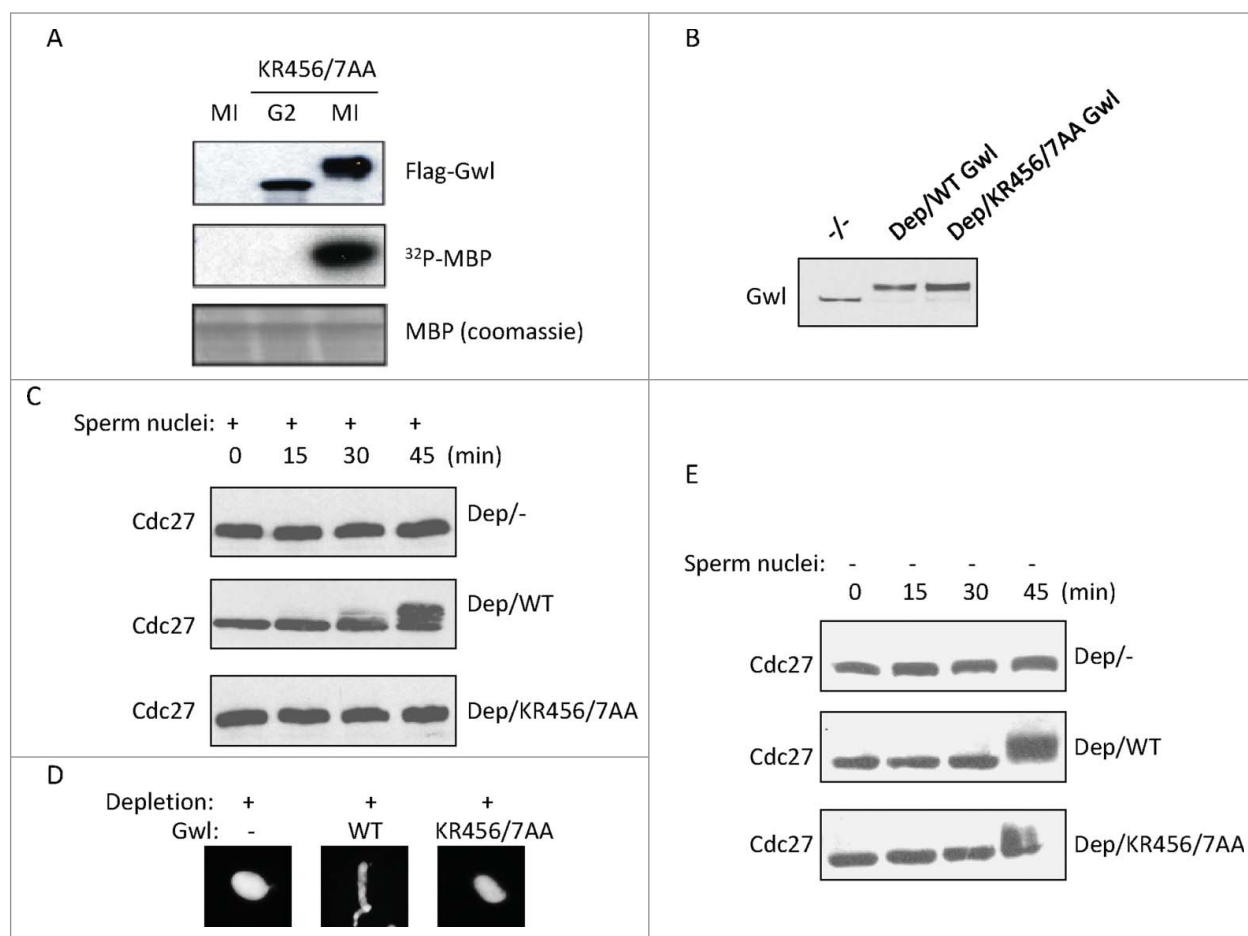 A
KR456/7AA
MI G2 MI
Flag-Gwl
³²P-MBP
MBP (coomassie)
B
-/-
Dep/WT Gwl
Dep/KR456/7AA Gwl
Gwl
C
Sperm nuclei: + + + +
0 15 30 45 (min)
Cdc27 Dep/-
Cdc27 Dep/WT
Cdc27 Dep/KR456/7AA
D
Depletion: + + +
Gwl: - WT KR456/7AA
E
Sperm nuclei: - - - -
0 15 30 45 (min)
Cdc27 Dep/-
Cdc27 Dep/WT
Cdc27 Dep/KR456/7AA